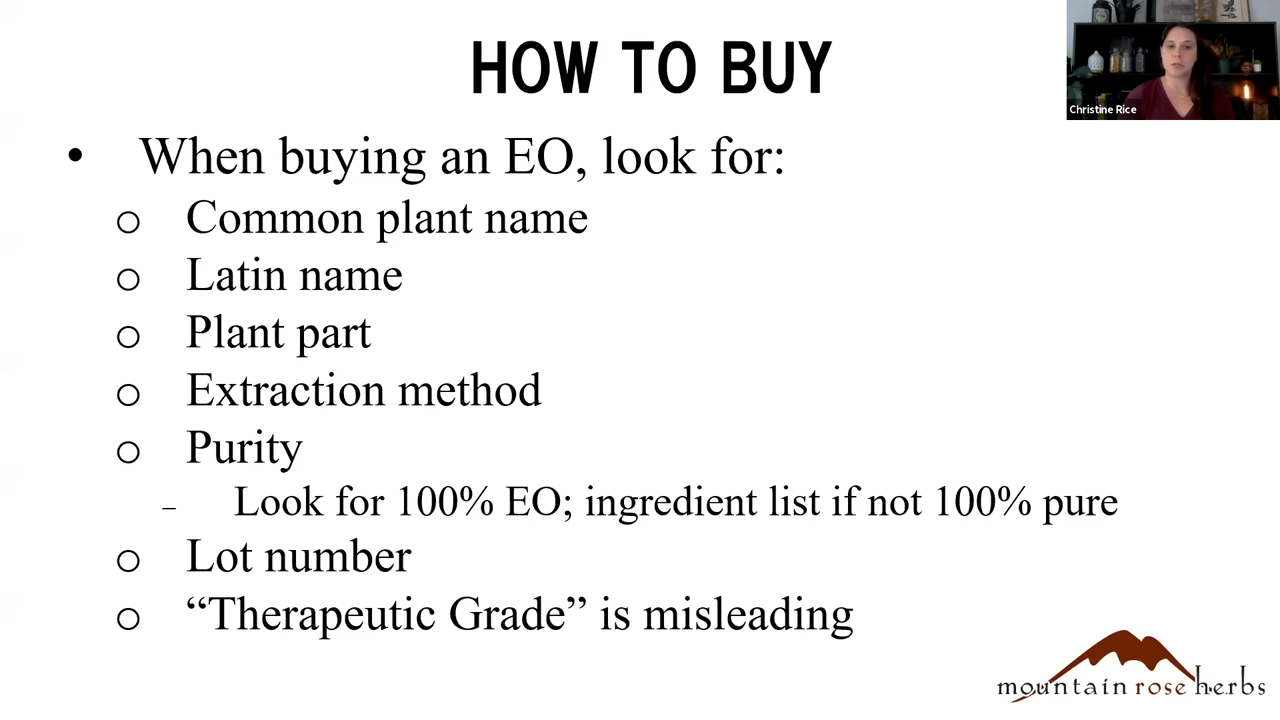 HOW TO BUY
Christine Rice
• When buying an EO, look for:
o Common plant name
o Latin name
o Plant part
o Extraction method
o Purity
– Look for 100% EO; ingredient list if not 100% pure
o Lot number
o “Therapeutic Grade” is misleading
mountain rose herbs